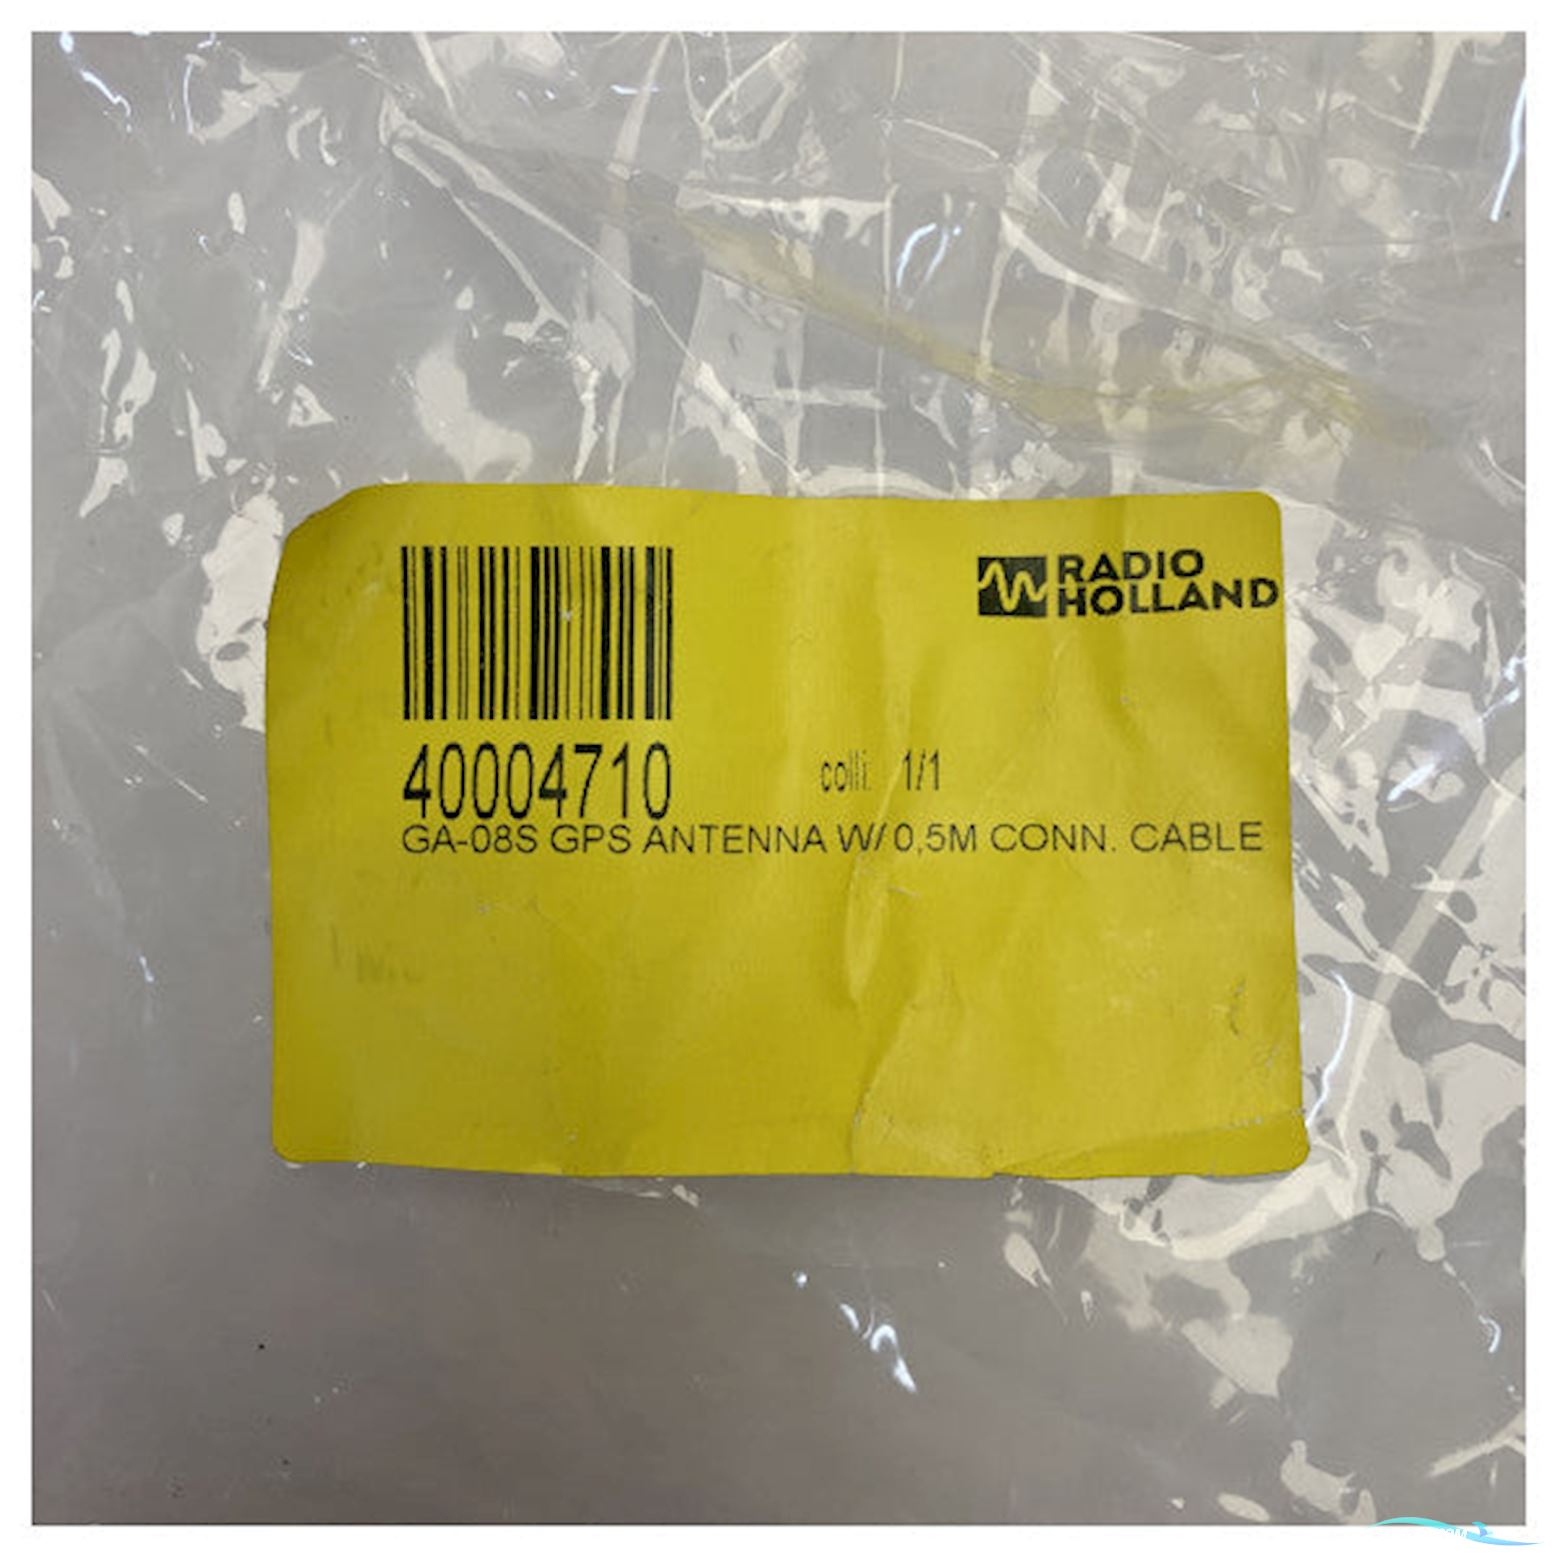 RADIO
HOLLAND
40004710 colli: 1/1
GA-08S GPS ANTENNA W/ 0,5M CONN. CABLE